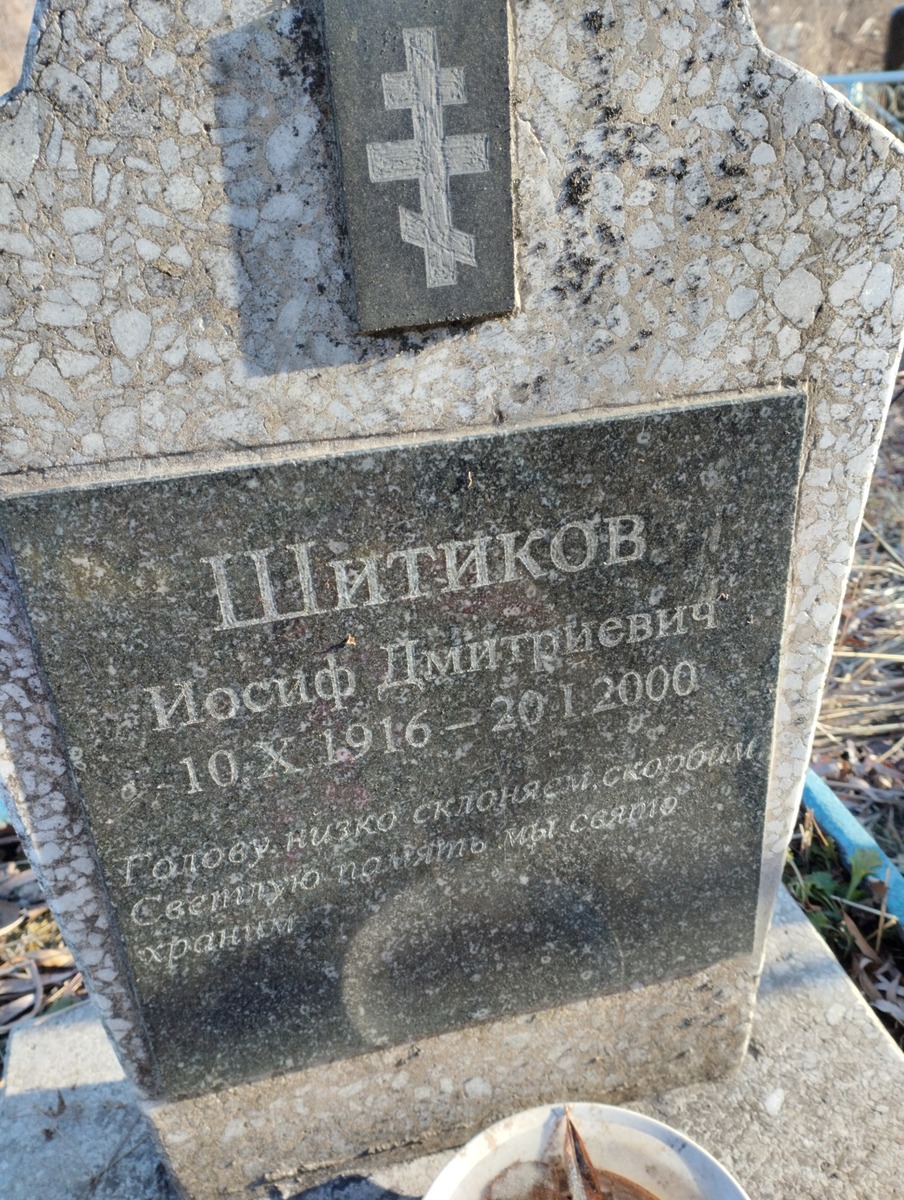 Шитиков
Иосиф Дмитриевич
10 X 1916 – 20 I 2000
Голову низко склоняем, скорбим
Светлую память мы свято
храним